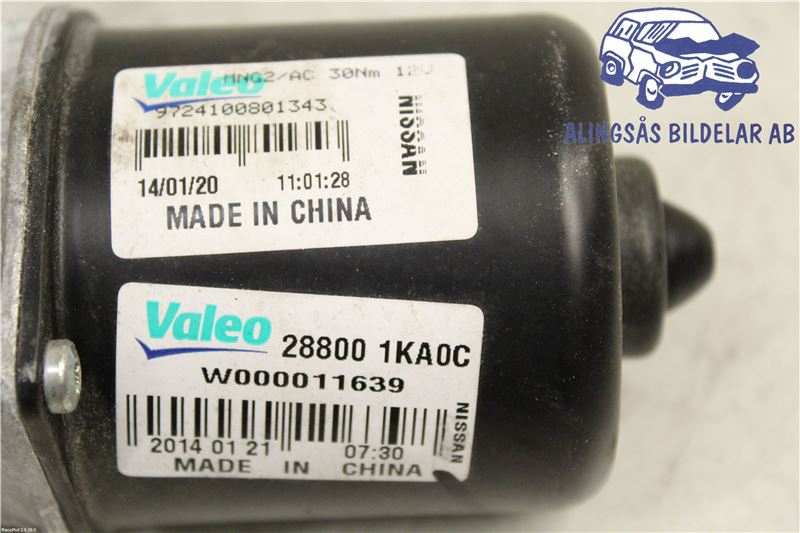 ALINGSÅS BILDELAR AB
Valeo MNG2/AC 30Nm 12V
9724100801343
NISSAN
14/01/20 11:01:28
MADE IN CHINA
Valeo 28800 1KA0C
W000011639
2014 01 21 07:30
NISSAN
MADE IN CHINA